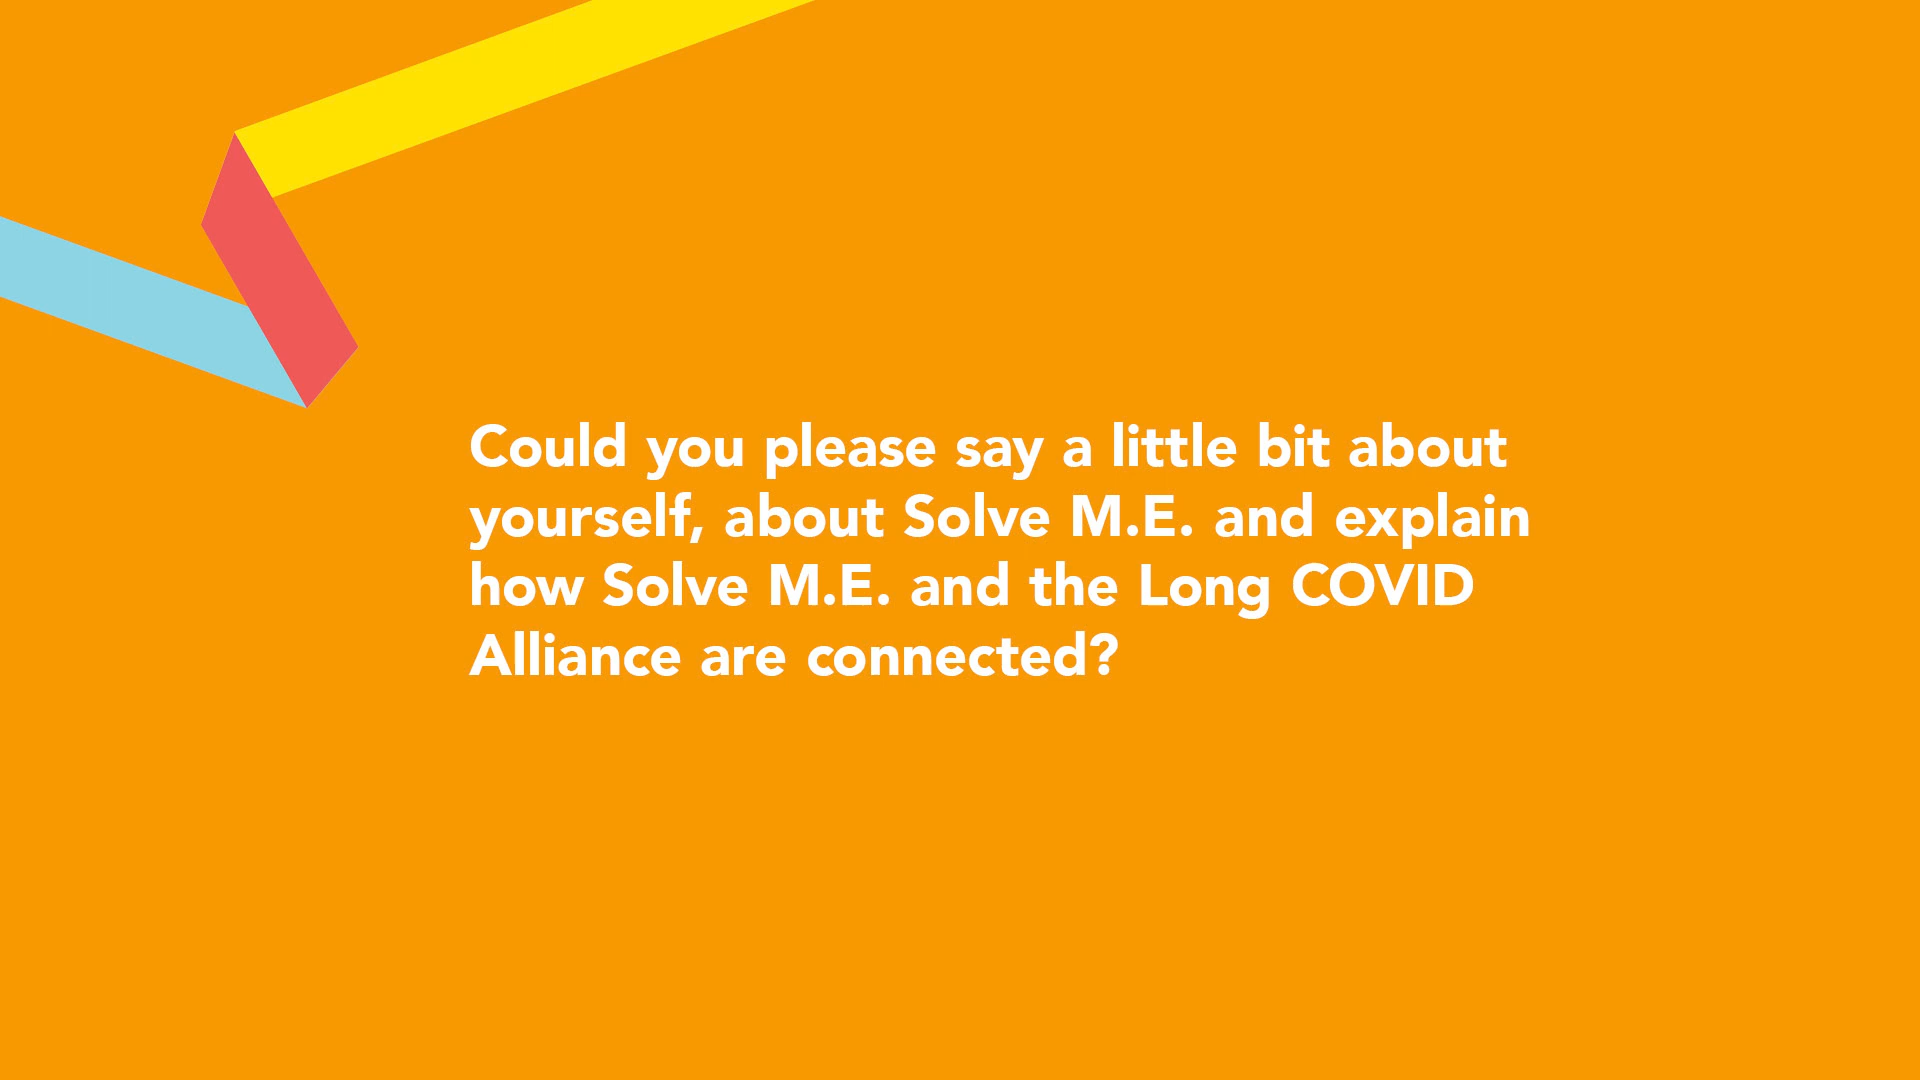 Could you please say a little bit about
yourself, about Solve M.E. and explain
how Solve M.E. and the Long COVID
Alliance are connected?